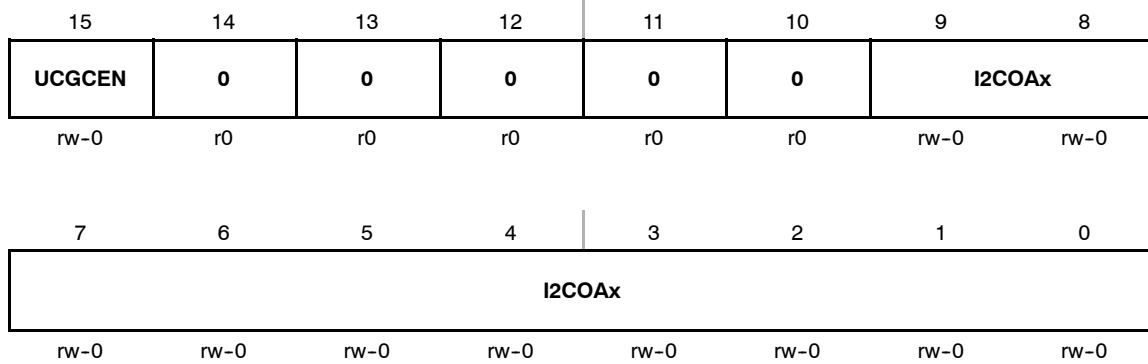 15 14 13 12 11 10 9 8
UCGCEN 0 0 0 0 0 I2COAx
rw−0 r0 r0 r0 r0 r0 rw−0 rw−0
7 6 5 4 3 2 1 0
I2COAx
rw−0 rw−0 rw−0 rw−0 rw−0 rw−0 rw−0 rw−0